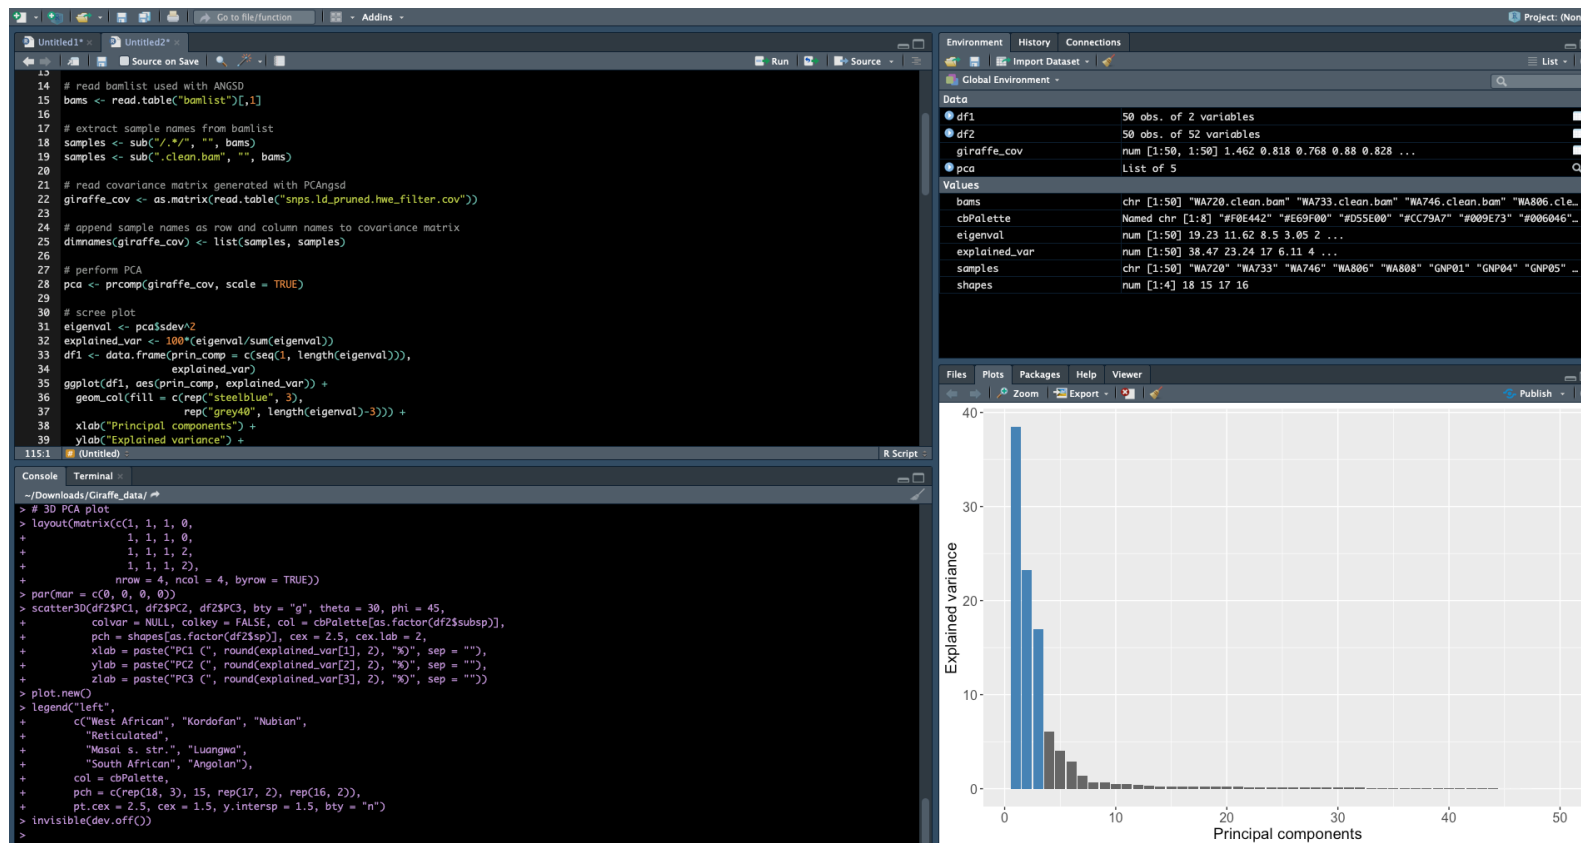 Go to file/function
Addins
Project: (Non
Untitled1*
Untitled2*
Source on Save
Run
Source
13
14 # read bamlist used with ANGSD
15 bams <- read.table("bamlist")[,1]
16
17 # extract sample names from bamlist
18 samples <- sub("/.*/", "", bams)
19 samples <- sub(".clean.bam", "", bams)
20
21 # read covariance matrix generated with PCAngsd
22 giraffe_cov <- as.matrix(read.table("snps.ld_pruned.hwe_filter.cov"))
23
24 # append sample names as row and column names to covariance matrix
25 dimnames(giraffe_cov) <- list(samples, samples)
26
27 # perform PCA
28 pca <- prcomp(giraffe_cov, scale = TRUE)
29
30 # scree plot
31 eigenval <- pca$sdev^2
32 explained_var <- 100*(eigenval/sum(eigenval))
33 df1 <- data.frame(prin_comp = c(seq(1, length(eigenval))),
34 explained_var)
35 ggplot(df1, aes(prin_comp, explained_var)) +
36 geom_col(fill = c(rep("steelblue", 3),
37 rep("grey40", length(eigenval)-3))) +
38 xlab("Principal components") +
39 ylab("Explained variance") +
115:1 # (Untitled)
R Script
Console Terminal
~/Downloads/Giraffe_data/
> # 3D PCA plot
> layout(matrix(c(1, 1, 1, 0,
+ 1, 1, 1, 0,
+ 1, 1, 1, 2,
+ 1, 1, 1, 2),
+ nrow = 4, ncol = 4, byrow = TRUE))
> par(mar = c(0, 0, 0, 0))
> scatter3D(df2$PC1, df2$PC2, df2$PC3, bty = "g", theta = 30, phi = 45,
+ colvar = NULL, colkey = FALSE, col = cbPalette[as.factor(df2$subsp)],
+ pch = shapes[as.factor(df2$sp)], cex = 2.5, cex.lab = 2,
+ xlab = paste("PC1 (", round(explained_var[1], 2), "%)", sep = ""),
+ ylab = paste("PC2 (", round(explained_var[2], 2), "%)", sep = ""),
+ zlab = paste("PC3 (", round(explained_var[3], 2), "%)", sep = ""))
> plot.new()
> legend("left",
+ c("West African", "Kordofan", "Nubian",
+ "Reticulated",
+ "Masai s. str.", "Luangwa",
+ "South African", "Angolan"),
+ col = cbPalette,
+ pch = c(rep(18, 3), 15, rep(17, 2), rep(16, 2)),
+ pt.cex = 2.5, cex = 1.5, y.intersp = 1.5, bty = "n")
> invisible(dev.off())
>
Environment History Connections
Import Dataset
List
Global Environment
Data
df1 50 obs. of 2 variables
df2 50 obs. of 52 variables
giraffe_cov num [1:50, 1:50] 1.462 0.818 0.768 0.88 0.828 ...
pca List of 5
Values
bams chr [1:50] "WA720.clean.bam" "WA733.clean.bam" "WA746.clean.bam" "WA806.cle…
cbPalette Named chr [1:8] "#F0E442" "#E69F00" "#D55E00" "#CC79A7" "#009E73" "#006046"…
eigenval num [1:50] 19.23 11.62 8.5 3.05 2 ...
explained_var num [1:50] 38.47 23.24 17 6.11 4 ...
samples chr [1:50] "WA720" "WA733" "WA746" "WA806" "WA808" "GNP01" "GNP04" "GNP05" …
shapes num [1:4] 18 15 17 16
Files Plots Packages Help Viewer
Zoom Export
Publish
40
30
20
10
0
Explained variance
0 10 20 30 40 50
Principal components